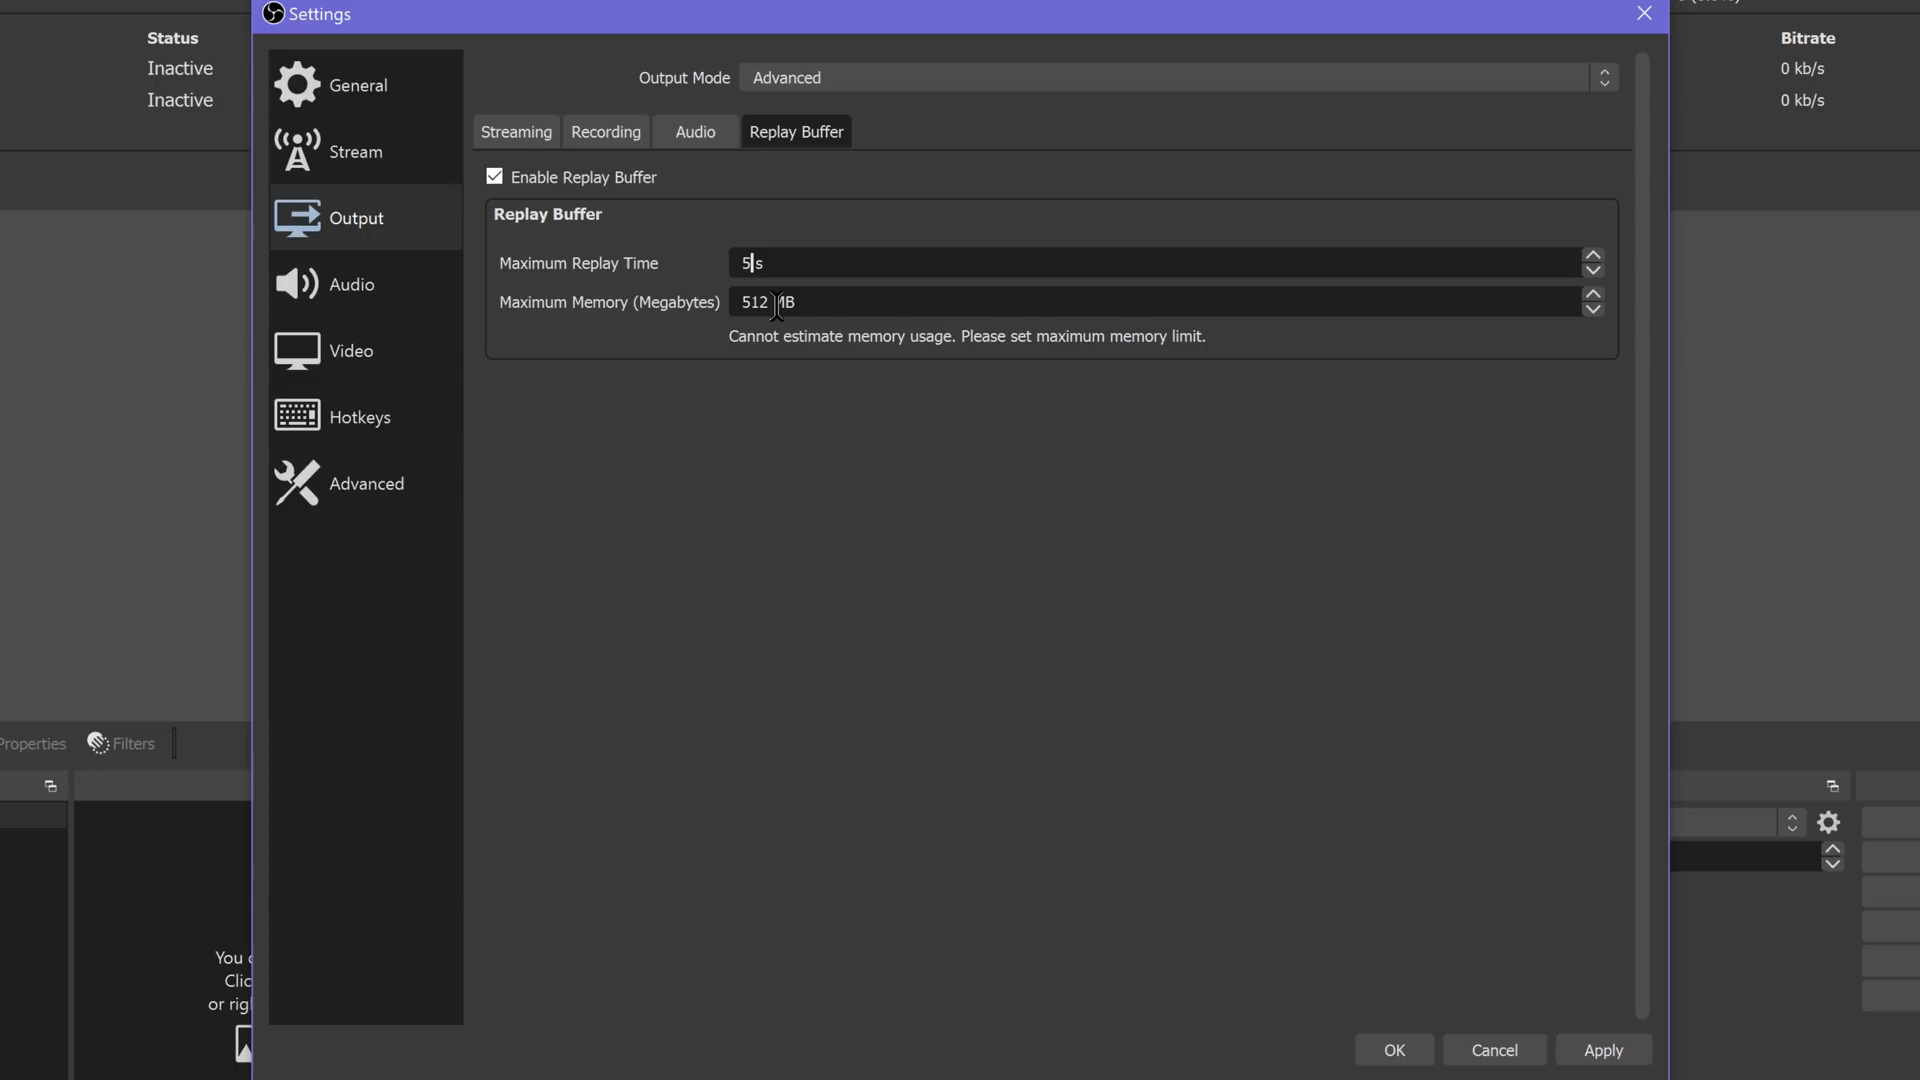 Settings
Status
Inactive
Inactive
Bitrate
0 kb/s
0 kb/s
General
Stream
Output
Audio
Video
Hotkeys
Advanced
Output Mode Advanced
Streaming Recording Audio Replay Buffer
Enable Replay Buffer
Replay Buffer
Maximum Replay Time 5 s
Maximum Memory (Megabytes) 512 MB
Cannot estimate memory usage. Please set maximum memory limit.
Properties Filters
You
Clic
or rig
OK Cancel Apply